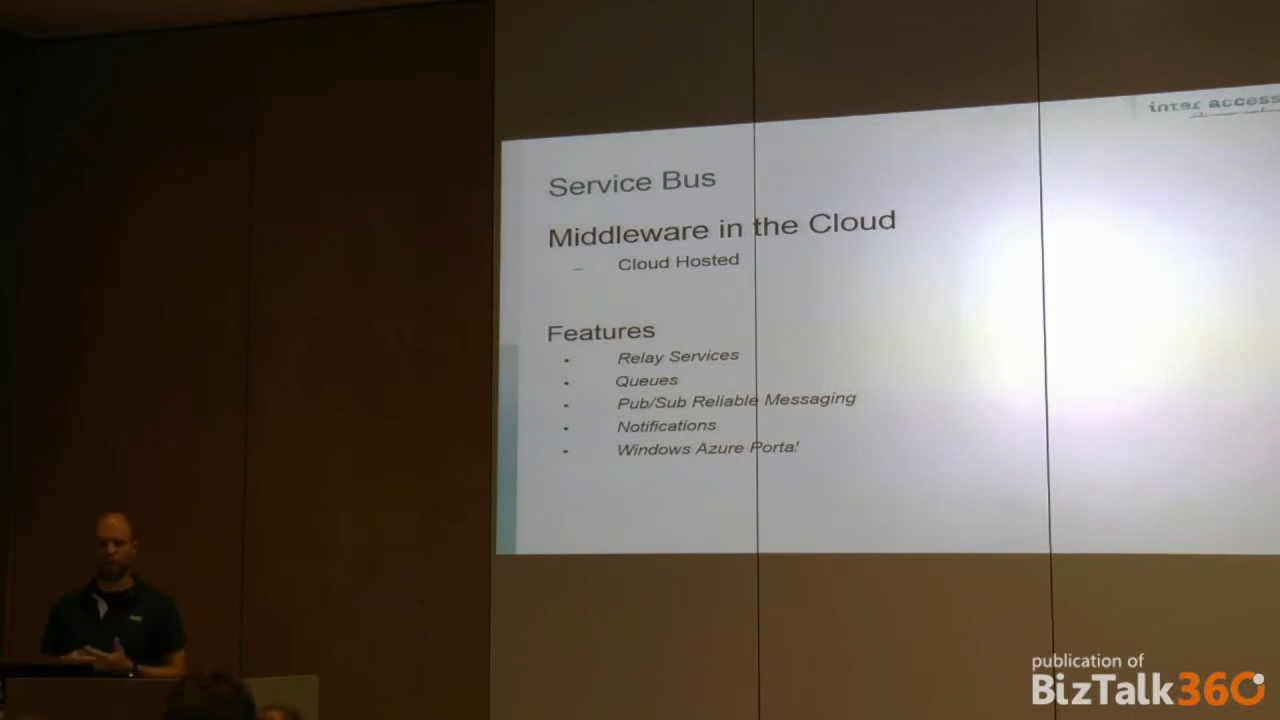 inter access
Service Bus
Middleware in the Cloud
– Cloud Hosted
Features
• Relay Services
• Queues
• Pub/Sub Reliable Messaging
• Notifications
• Windows Azure Portal
publication of
BizTalk360